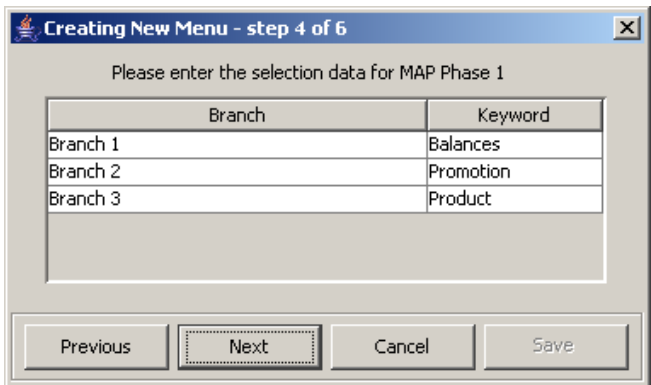 Creating New Menu - step 4 of 6
Please enter the selection data for MAP Phase 1
Branch Keyword
Branch 1 Balances
Branch 2 Promotion
Branch 3 Product
Previous Next Cancel Save